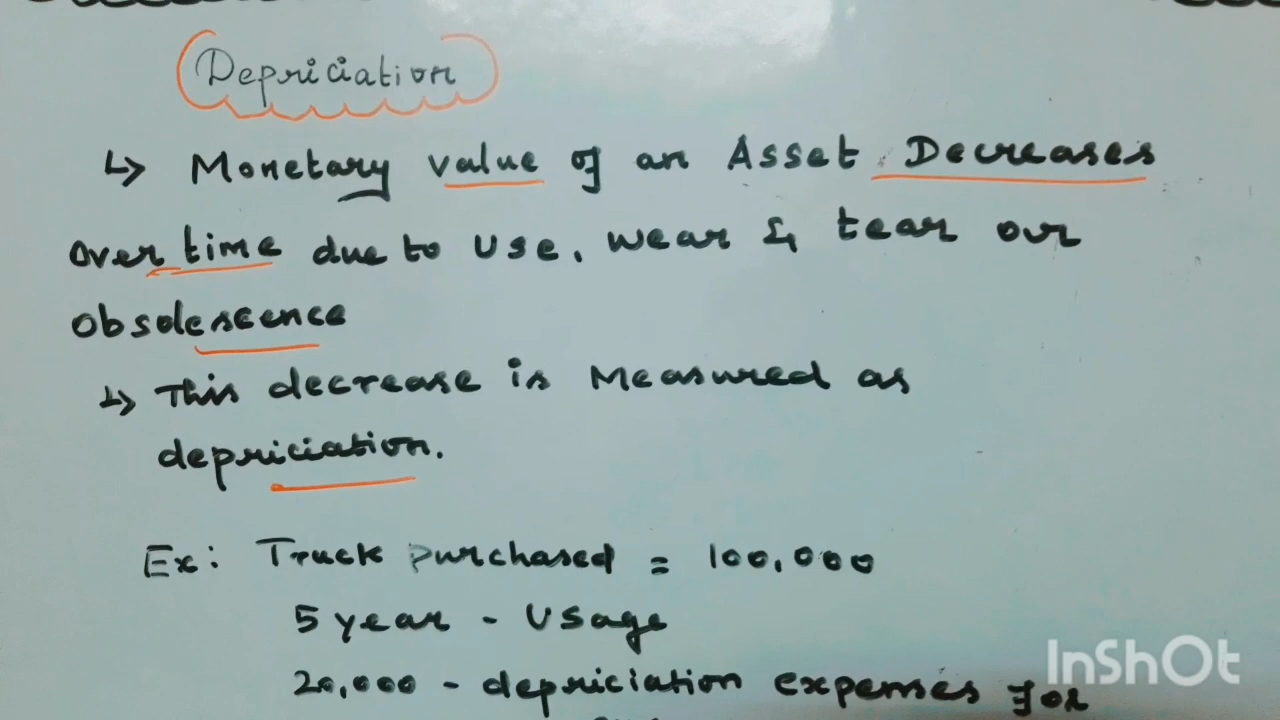 Depriciation
↳ Monetary value of an Asset Decreases
over time due to use, wear & tear our
obsolescence
↳ This decrease is Measured as
depriciation.
Ex: Truck purchased = 100,000
5 year - Usage
20,000 - depriciation expenses for
InShOt